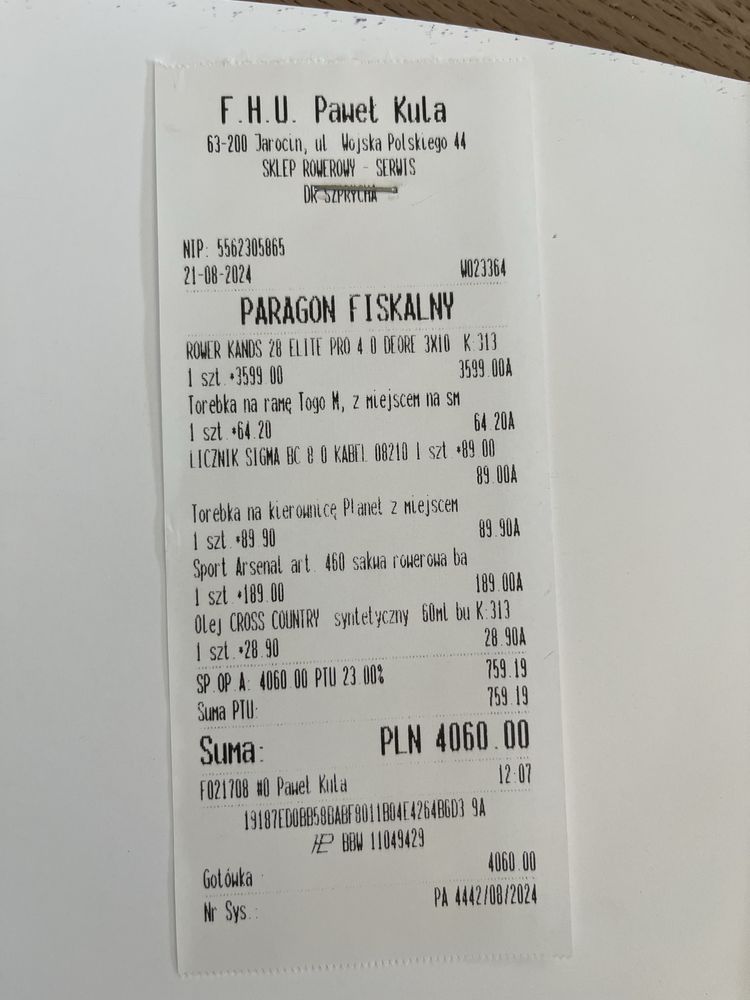 F.H.U. Paweł Kula
63-200 Jarocin, ul Wojska Polskiego 44
SKLEP ROWEROWY - SERWIS
DR SZPRYCHA
NIP: 5562305865
21-08-2024 W023364
PARAGON FISKALNY
ROWER KANDS 28 ELITE PRO 4 0 DEORE 3X10 K:313
1 szt.*3599.00 3599.00A
Torebka na ramę Togo M, z miejscem na sm
1 szt.*64.20 64.20A
LICZNIK SIGMA BC 8 0 KABEL 08210 1 szt.*89.00
89.00A
Torebka na kierownicę Planet z miejscem
1 szt.*89.90 89.90A
Sport Arsenal art. 460 sakwa rowerowa ba
1 szt.*189.00 189.00A
Olej CROSS COUNTRY syntetyczny 60ml bu K:313
1 szt.*28.90 28.90A
SP.OP.A: 4060.00 PTU 23.00% 759.19
Suma PTU: 759.19
Suma: PLN 4060.00
F021708 #0 Paweł Kula 12:07
19187ED0BB58BABF8011B04E4264B6D3 9A
BBW 11049429
Gotówka 4060.00
Nr Sys.: PA 4442/08/2024